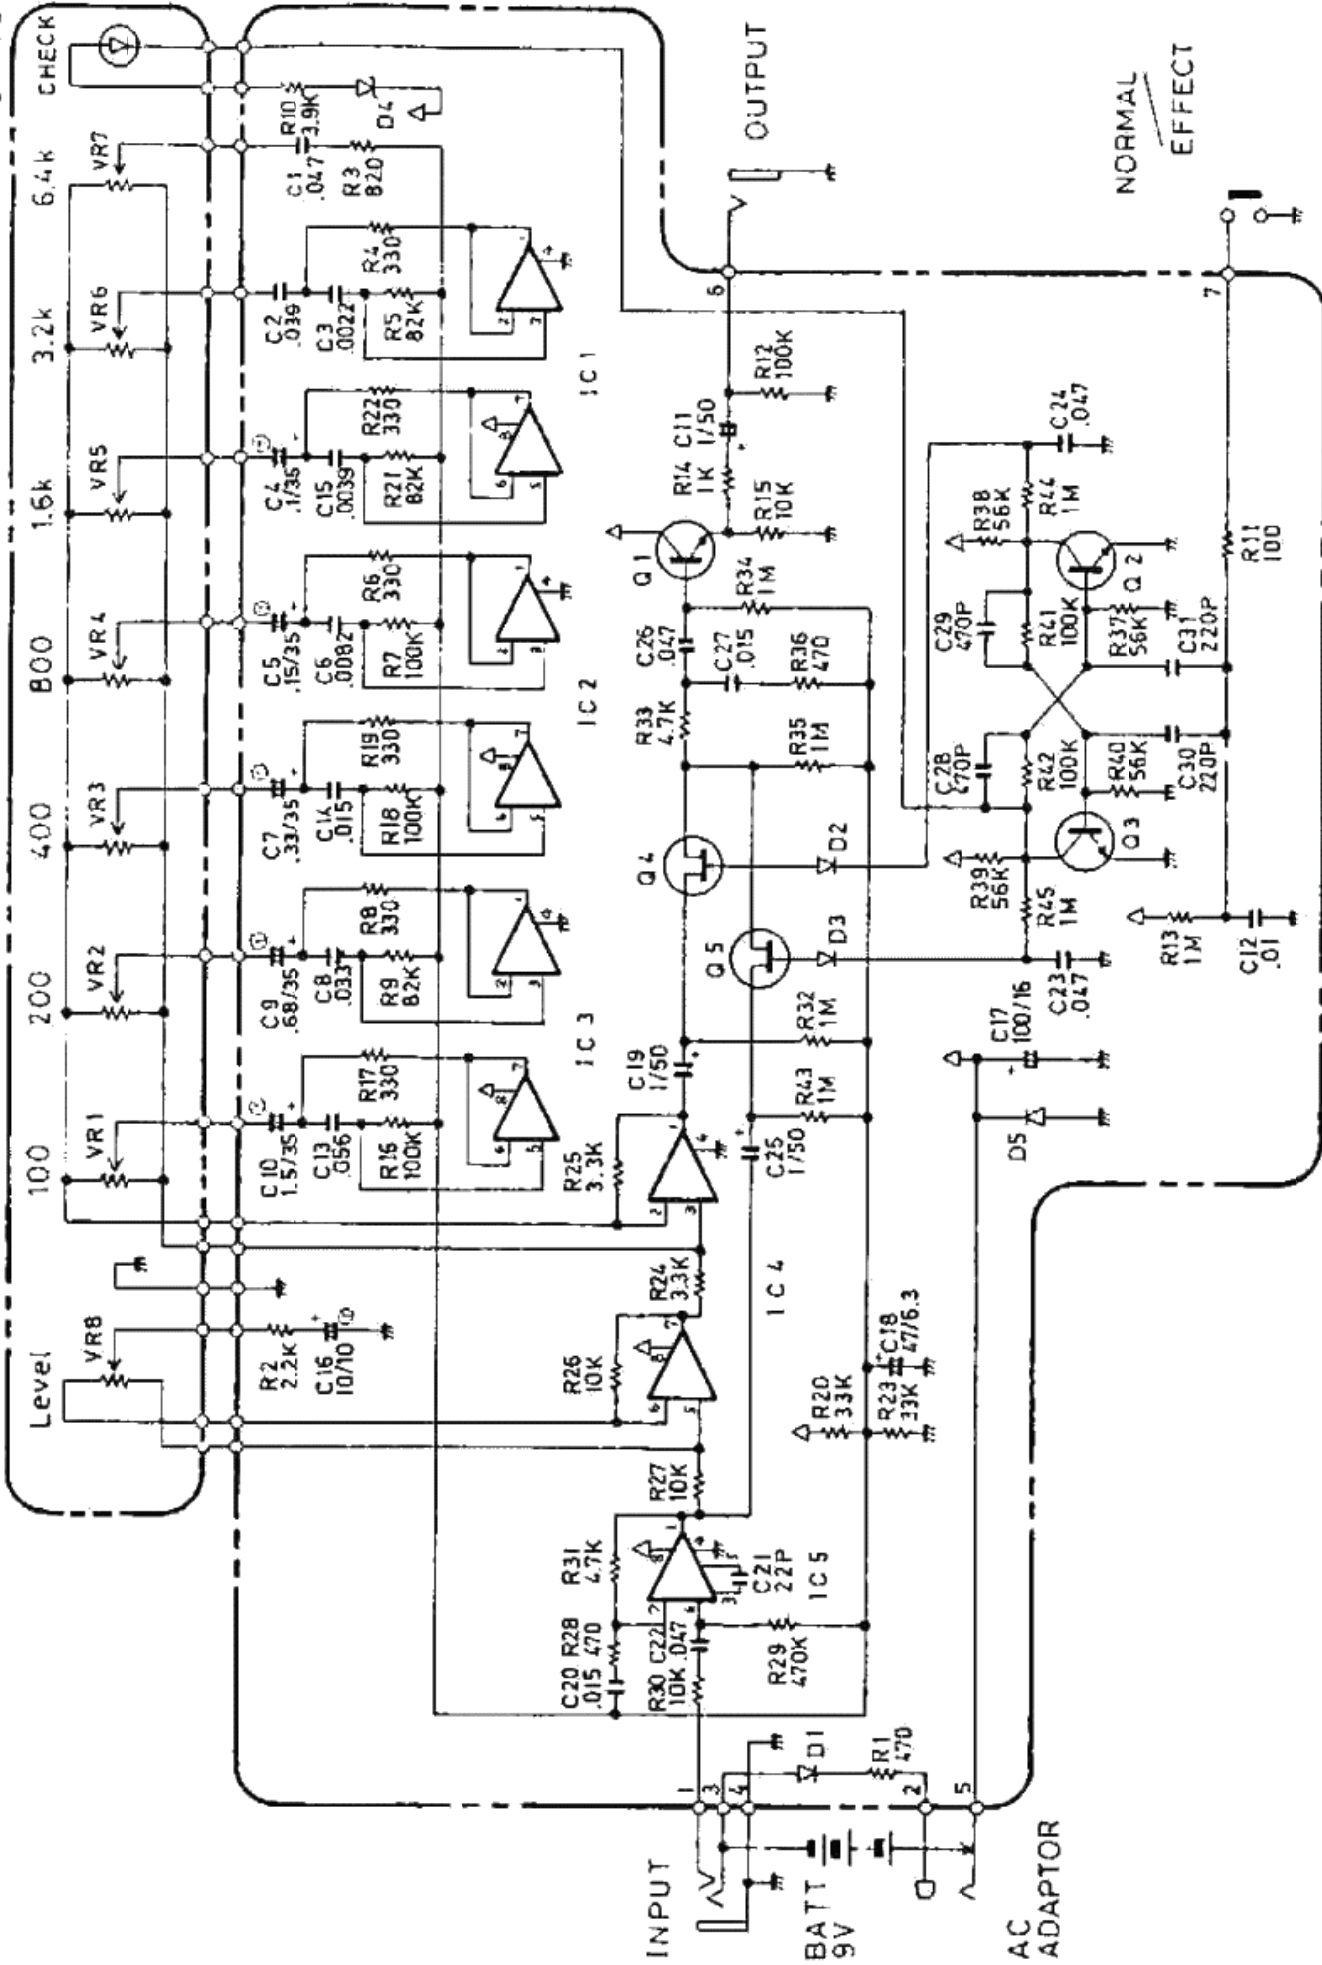 Level
100
200
400
800
1.6k
3.2k
6.4k
CHECK
VR8
VR1
VR2
VR3
VR4
VR5
VR6
VR7
R2
2.2K
C16
10/10
C10
1.5/35
C13
.056
R16
100K
R17
330
C9
.68/35
C8
.033
R9
82K
R8
330
C7
.33/35
C14
.015
R18
100K
R19
330
C5
.15/35
C6
.0082
R7
100K
R6
330
C4
.1/35
C15
.0039
R21
82K
R22
330
C2
.039
C3
.0022
R5
82K
R4
330
C1
.047
R3
820
R10
3.9K
D4
IC3
IC2
IC1
C20
.015
R28
470
R31
4.7K
R30
10K
C22
.047
R29
470K
C21
22P
IC5
R27
10K
R26
10K
R24
3.3K
R25
3.3K
IC4
C19
1/50
C25
1/50
R43
1M
R32
1M
Q4
Q5
D3
D2
R33
4.7K
R35
1M
C26
.047
C27
.015
R36
470
R34
1M
Q1
R14
1K
R15
10K
C11
1/50
R12
100K
6
OUTPUT
R20
33K
R23
33K
C18
47/6.3
INPUT
1
3
4
D1
R1
470
2
5
BATT
9V
AC
ADAPTOR
D5
C17
100/16
C23
.047
R45
1M
R39
56K
Q3
C28
470P
R42
100K
R40
56K
C30
220P
C29
470P
R41
100K
R37
56K
C31
220P
Q2
R38
56K
R44
1M
C24
.047
R13
1M
C12
.01
R11
100
7
NORMAL
EFFECT